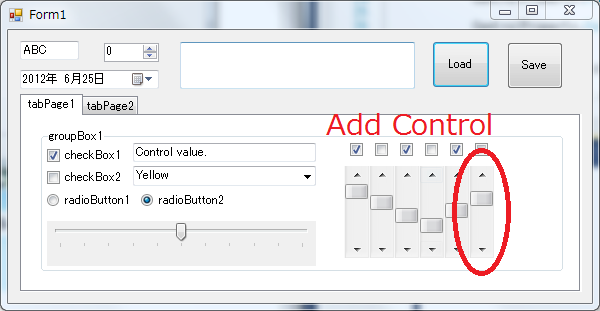 Form1
ABC
0
Load
Save
2012年 6月25日
tabPage1
tabPage2
Add Control
groupBox1
checkBox1
Control value.
checkBox2
Yellow
radioButton1
radioButton2